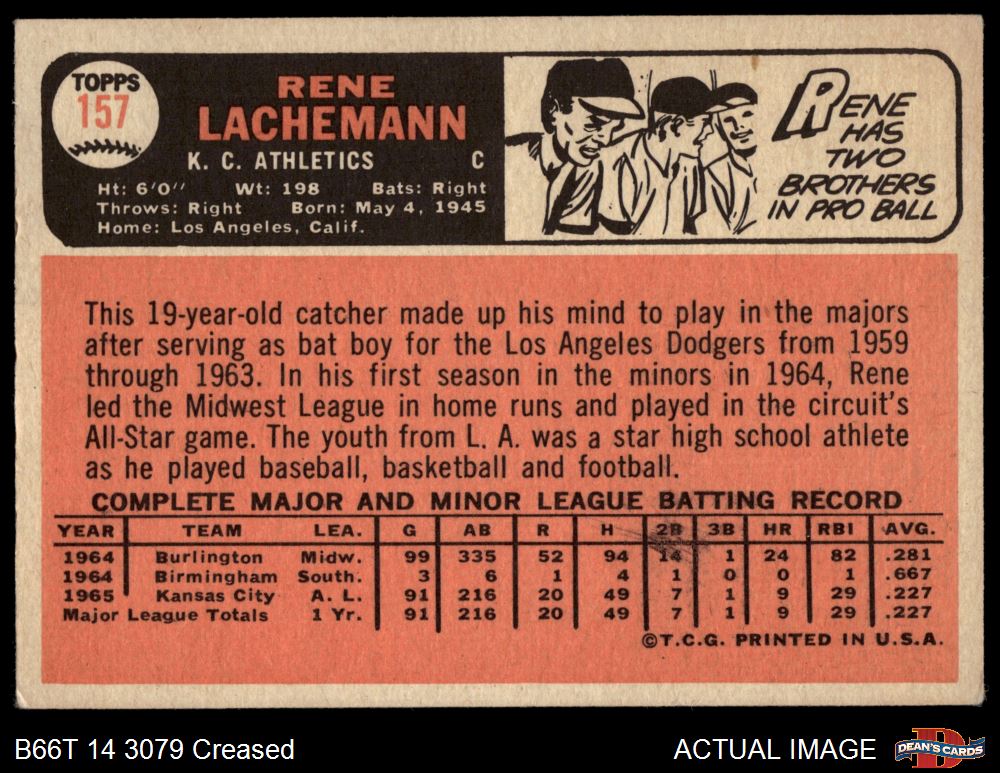 TOPPS
157
RENE
LACHEMANN
K. C. ATHLETICS C
Ht: 6'0" Wt: 198 Bats: Right
Throws: Right Born: May 4, 1945
Home: Los Angeles, Calif.
RENE
HAS
TWO
BROTHERS
IN PRO BALL
This 19-year-old catcher made up his mind to play in the majors
after serving as bat boy for the Los Angeles Dodgers from 1959
through 1963. In his first season in the minors in 1964, Rene
led the Midwest League in home runs and played in the circuit's
All-Star game. The youth from L. A. was a star high school athlete
as he played baseball, basketball and football.
COMPLETE MAJOR AND MINOR LEAGUE BATTING RECORD
YEAR TEAM LEA. G AB R H 2B 3B HR RBI AVG.
1964 Burlington Midw. 99 335 52 94 14 1 24 82 .281
1964 Birmingham South. 3 6 1 4 1 0 0 1 .667
1965 Kansas City A. L. 91 216 20 49 7 1 9 29 .227
Major League Totals 1 Yr. 91 216 20 49 7 1 9 29 .227
©T.C.G. PRINTED IN U.S.A.
B66T 14 3079 Creased ACTUAL IMAGE
D
DEAN'S CARDS